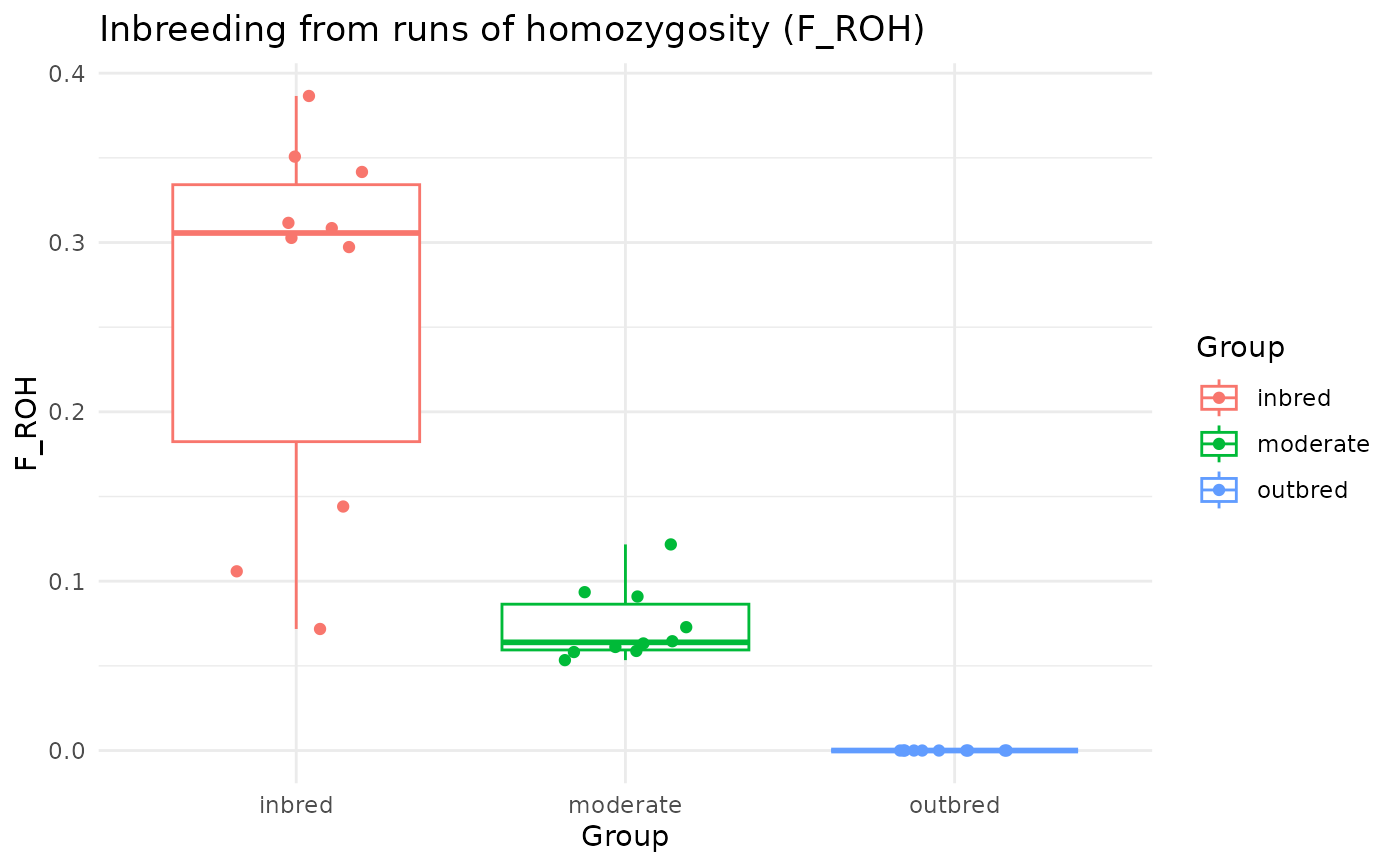 Inbreeding from runs of homozygosity (F_ROH)
0.4
0.3
0.2
0.1
0.0
F_ROH
inbred
moderate
outbred
Group
Group
inbred
moderate
outbred